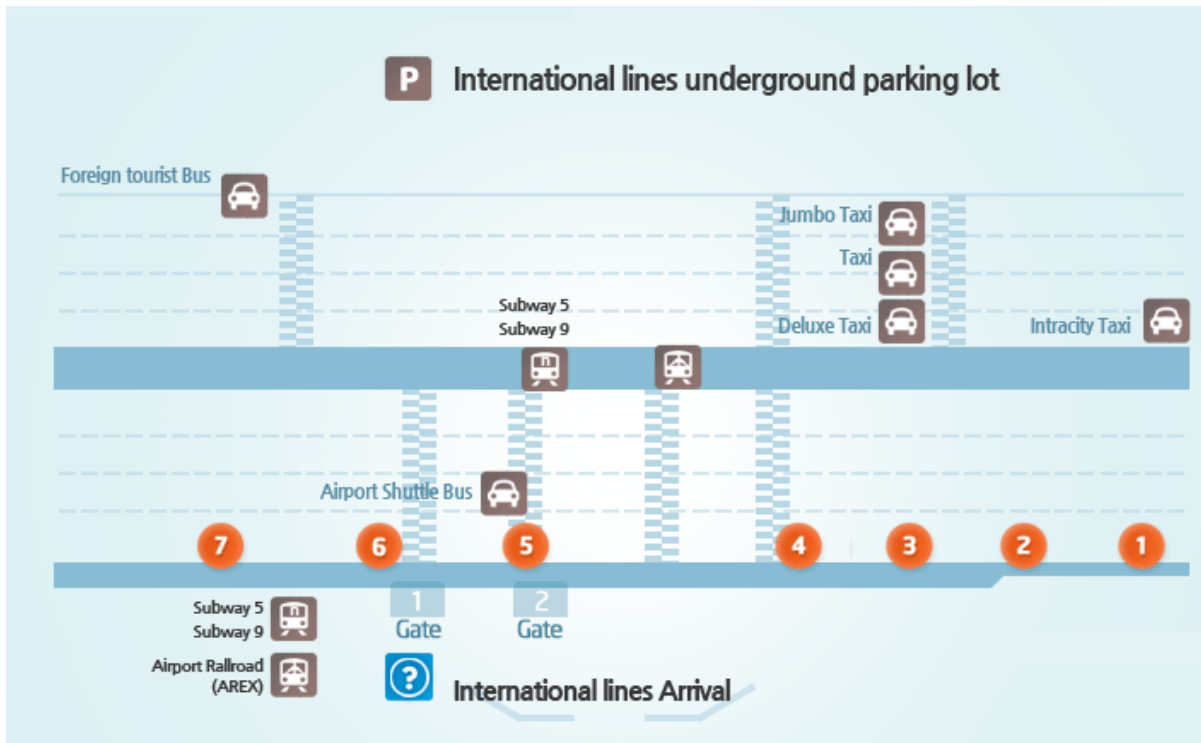 P International lines underground parking lot
Foreign tourist Bus
Jumbo Taxi
Taxi
Deluxe Taxi
Intracity Taxi
Subway 5
Subway 9
Airport Shuttle Bus
7 6 5 4 3 2 1
1 Gate
2 Gate
Subway 5
Subway 9
Airport Rallroad
(AREX)
? International lines Arrival